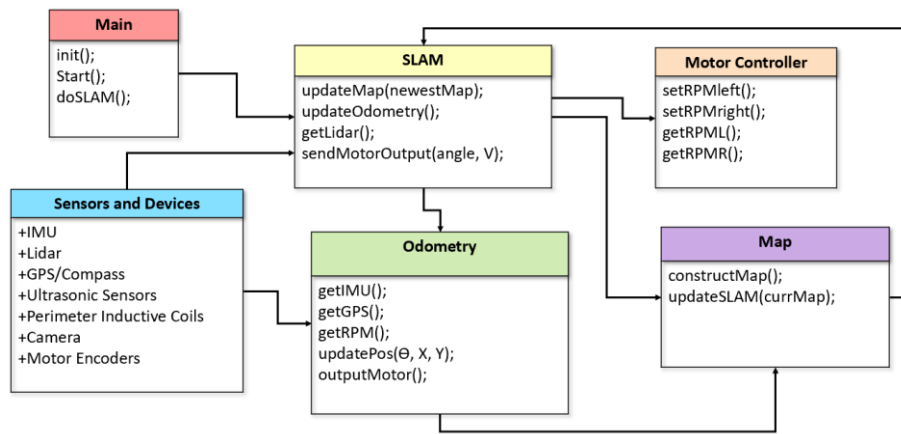 Main
init();
Start();
doSLAM();
SLAM
updateMap(newestMap);
updateOdometry();
getLidar();
sendMotorOutput(angle, V);
Motor Controller
setRPMleft();
setRPMright();
getRPML();
getRPMR();
Sensors and Devices
+IMU
+Lidar
+GPS/Compass
+Ultrasonic Sensors
+Perimeter Inductive Coils
+Camera
+Motor Encoders
Odometry
getIMU();
getGPS();
getRPM();
updatePos(Θ, X, Y);
outputMotor();
Map
constructMap();
updateSLAM(currMap);